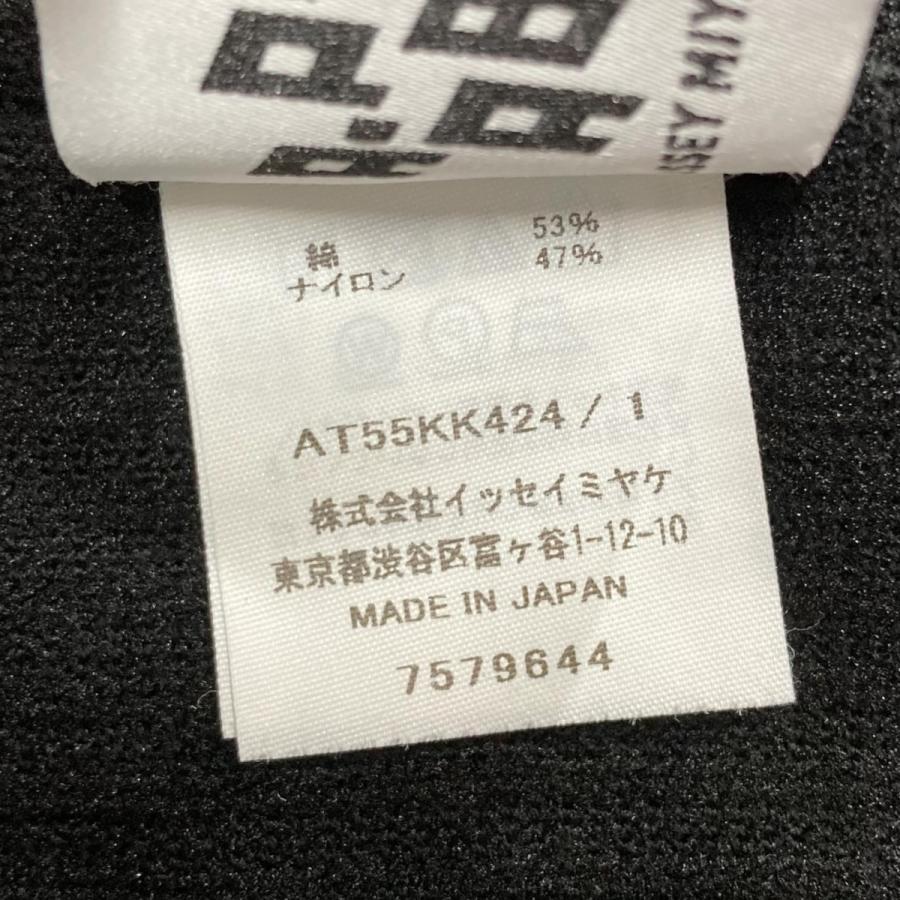 綿 53%
ナイロン 47%
AT55KK424 / 1
株式会社イッセイミヤケ
東京都渋谷区富ヶ谷1-12-10
MADE IN JAPAN
7579644